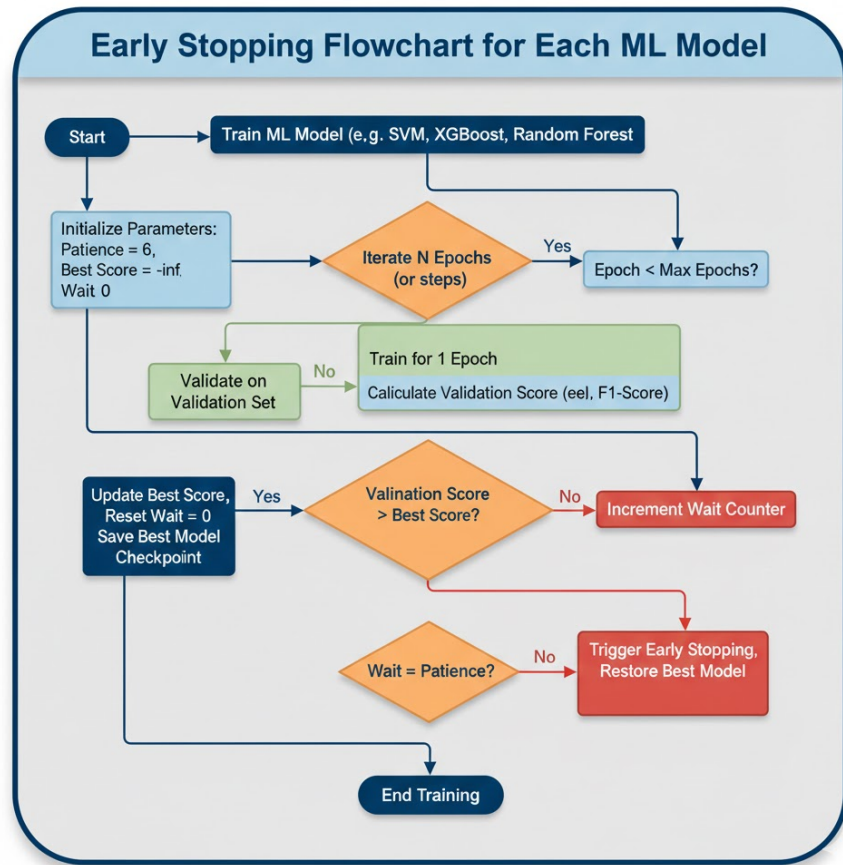 Early Stopping Flowchart for Each ML Model
Start
Train ML Model (e.g. SVM, XGBoost, Random Forest
Initialize Parameters:
Patience = 6,
Best Score = -inf.
Wait 0
Iterate N Epochs
(or steps)
Yes
Epoch < Max Epochs?
Validate on
Validation Set
No
Train for 1 Epoch
Caliculate Validation Score (eel, F1-Score)
Update Best Score,
Reset Wait = 0
Save Best Model
Checkpoint
Yes
Valination Score
> Best Score?
No
Increment Wait Counter
Wait = Patience?
No
Trigger Early Stopping,
Restore Best Model
End Training